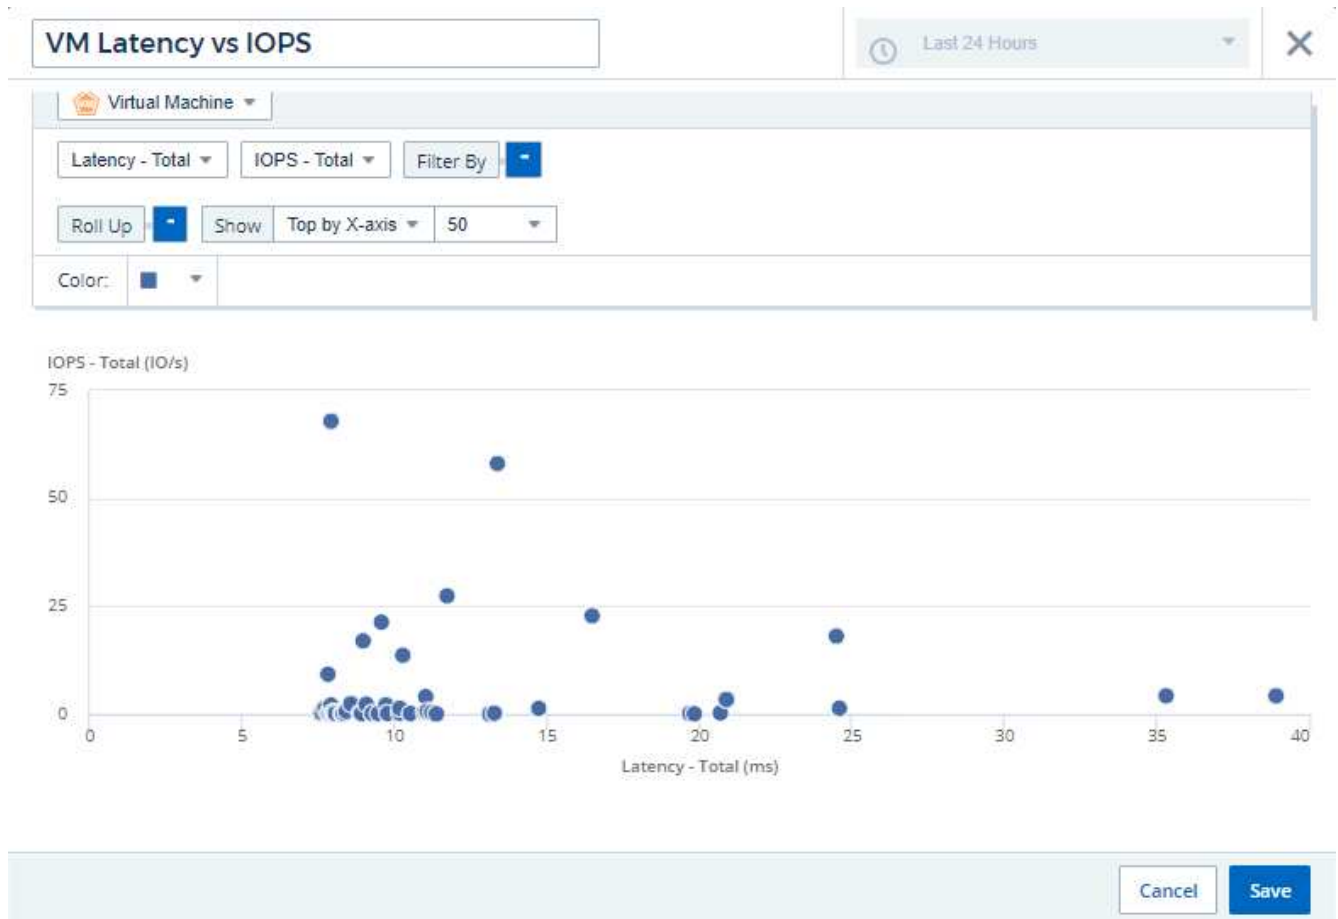 VM Latency vs IOPS
Last 24 Hours
Virtual Machine
Latency - Total
IOPS - Total
Filter By
Roll Up
Show
Top by X-axis
50
Color:
IOPS - Total (IO/s)
75
50
25
0
0 5 10 15 20 25 30 35 40
Latency - Total (ms)
Cancel
Save